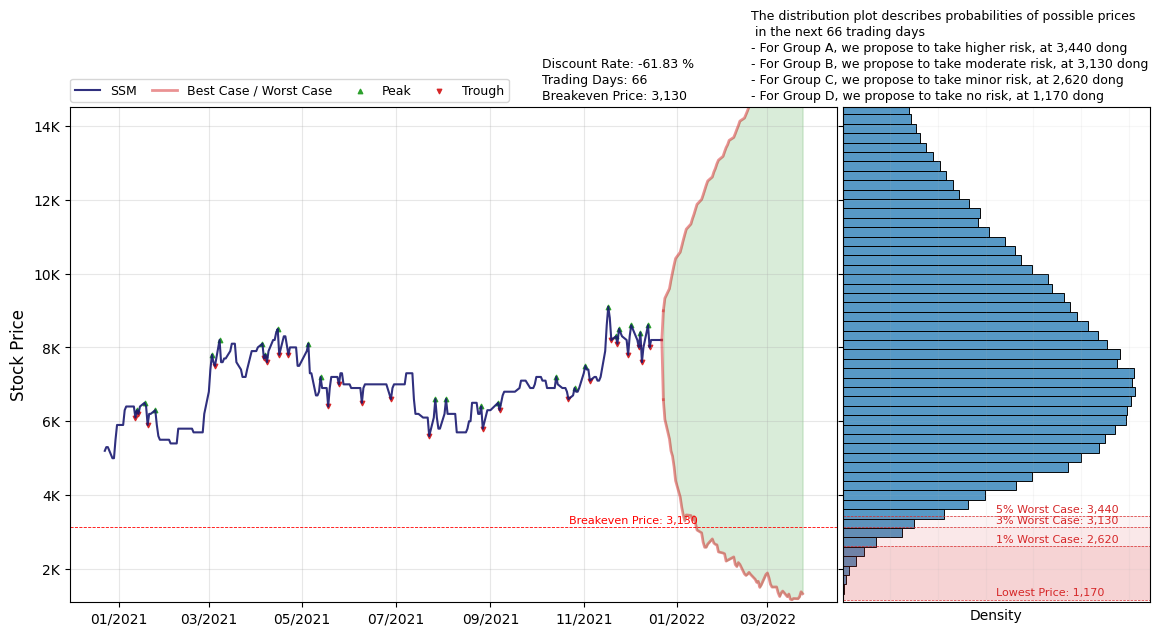 The distribution plot describes probabilities of possible prices
in the next 66 trading days
- For Group A, we propose to take higher risk, at 3,440 dong
- For Group B, we propose to take moderate risk, at 3,130 dong
- For Group C, we propose to take minor risk, at 2,620 dong
- For Group D, we propose to take no risk, at 1,170 dong
Discount Rate: -61.83 %
Trading Days: 66
Breakeven Price: 3,130
SSM Best Case / Worst Case Peak Trough
Stock Price
14K
12K
10K
8K
6K
4K
2K
Breakeven Price: 3,130
01/2021 03/2021 05/2021 07/2021 09/2021 11/2021 01/2022 03/2022
5% Worst Case: 3,440
3% Worst Case: 3,130
1% Worst Case: 2,620
Lowest Price: 1,170
Density